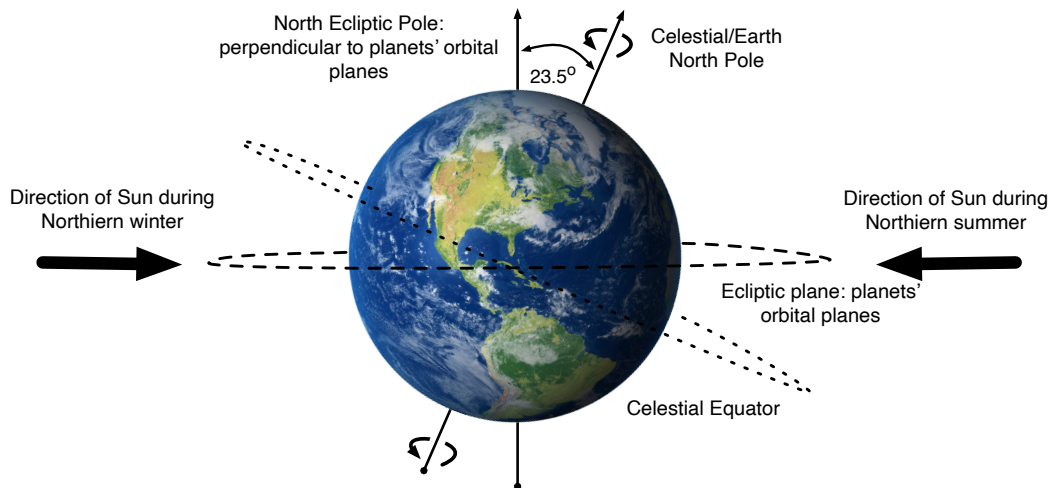 North Ecliptic Pole:
perpendicular to planets' orbital
planes
23.5o
Celestial/Earth
North Pole
Direction of Sun during
Northiern winter
Direction of Sun during
Northiern summer
Ecliptic plane: planets'
orbital planes
Celestial Equator